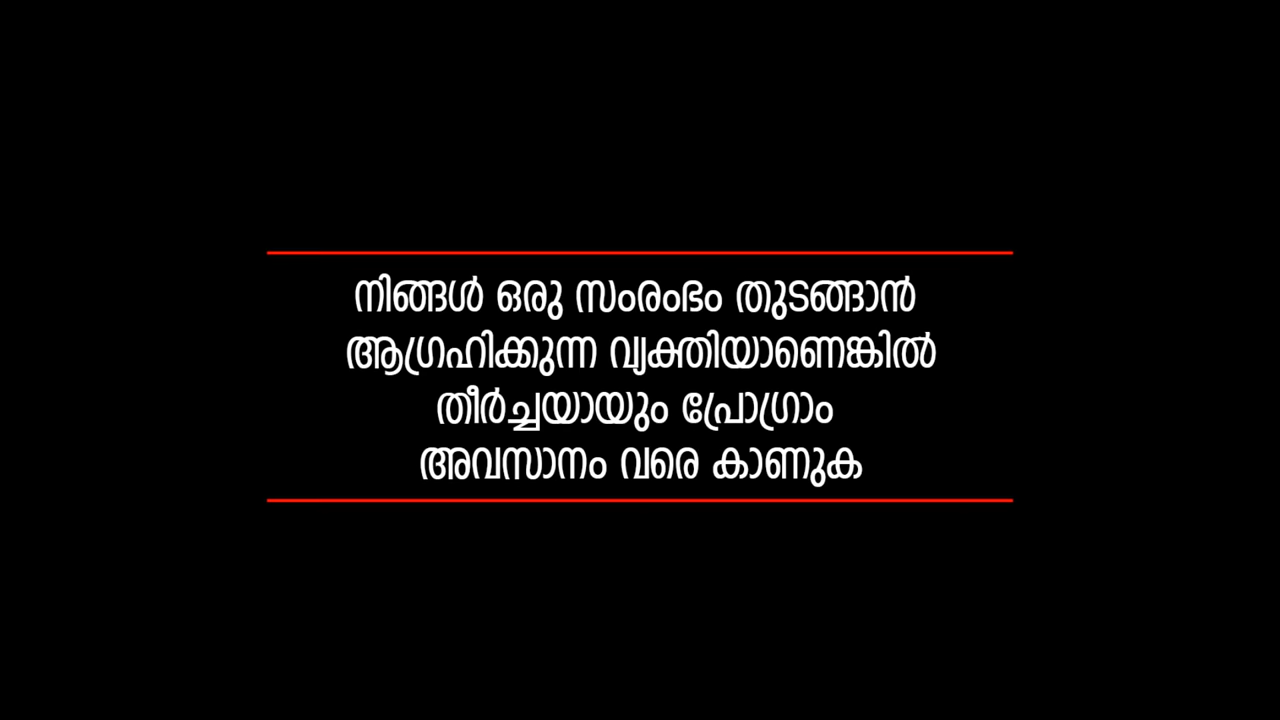 നിങ്ങൾ ഒരു സംരംഭം തുടങ്ങാൻ
ആഗ്രഹിക്കുന്ന വ്യക്തിയാണെങ്കിൽ
തീർച്ചയായും പ്രോഗ്രാം
അവസാനം വരെ കാണുക